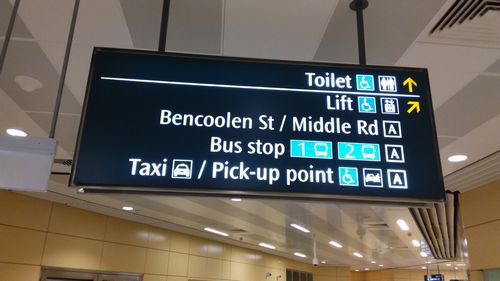 Toilet
Lift
Bencoolen St / Middle Rd A
Bus stop 1 2 A
Taxi / Pick-up point A